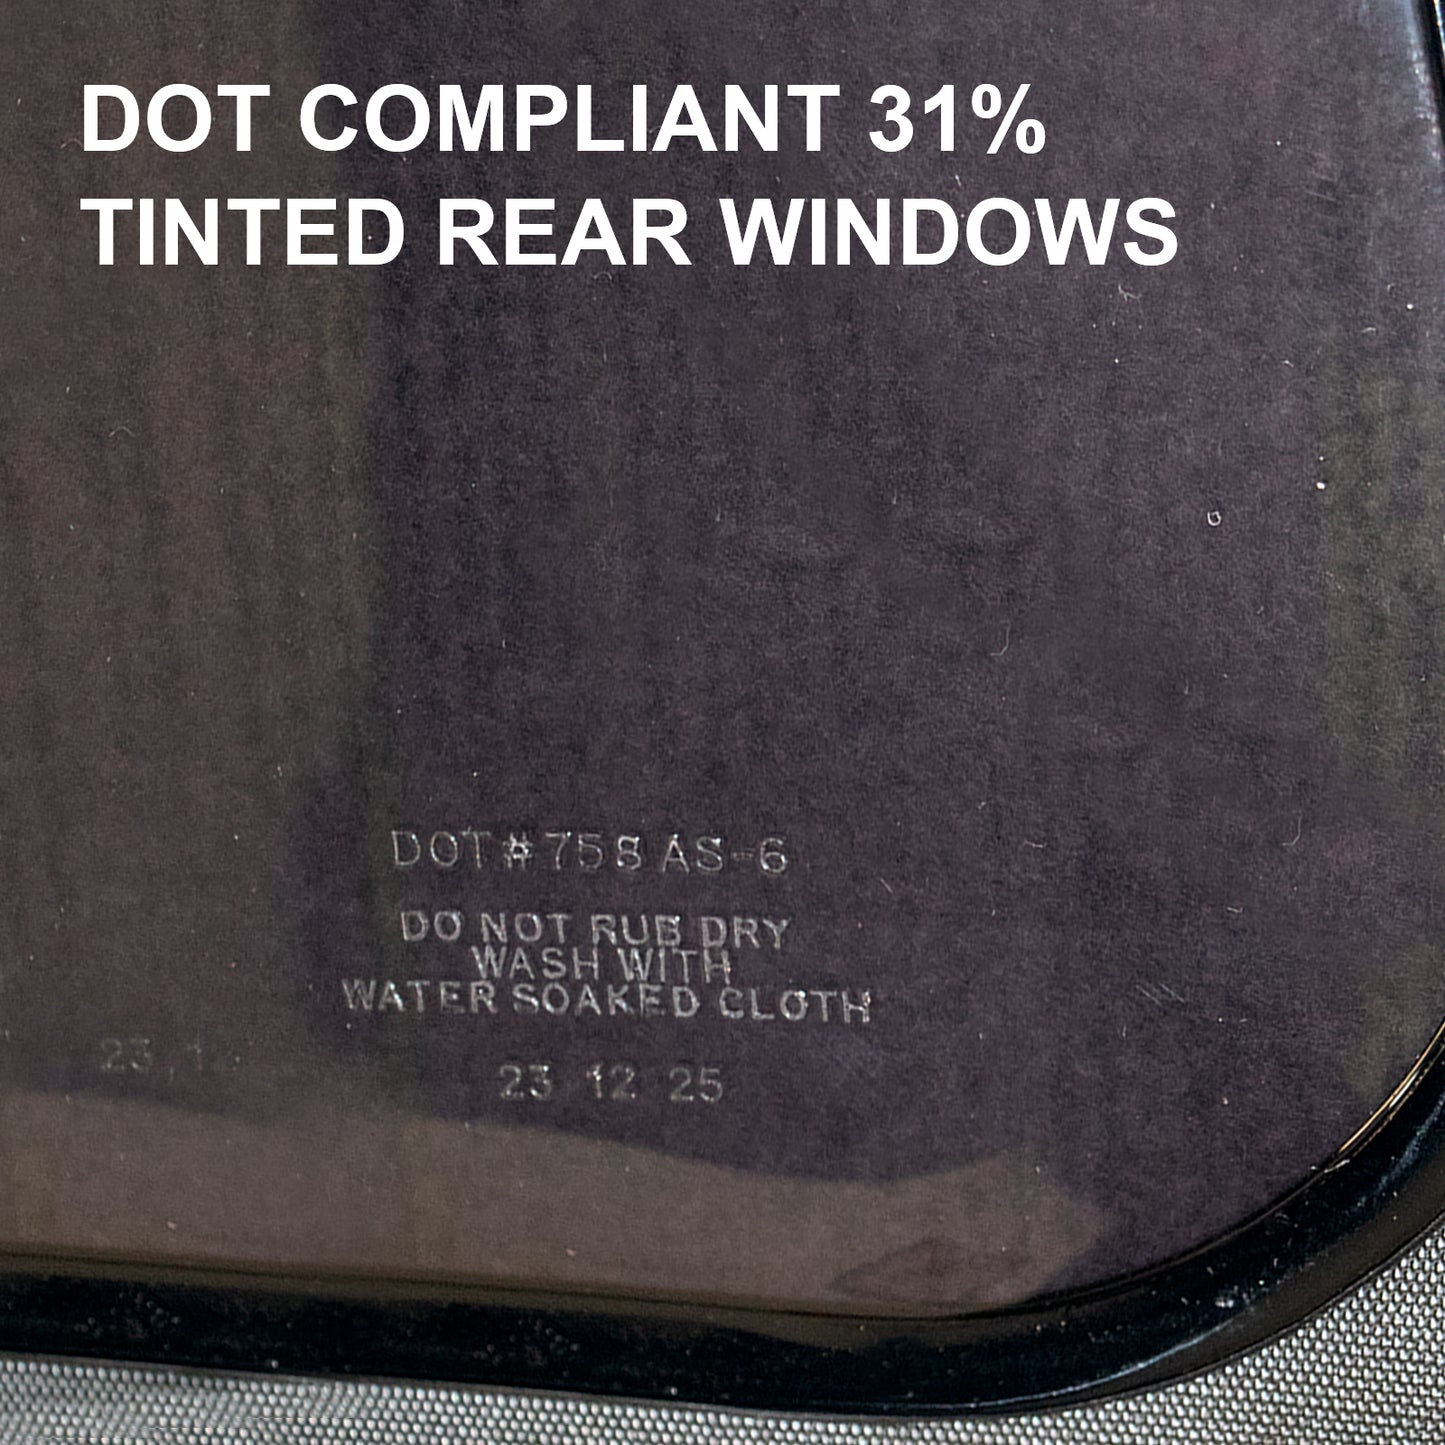 DOT COMPLIANT 31%
TINTED REAR WINDOWS
DOT#758 AS-6
DO NOT RUB DRY
WASH WITH
WATER SOAKED CLOTH
23 12 25